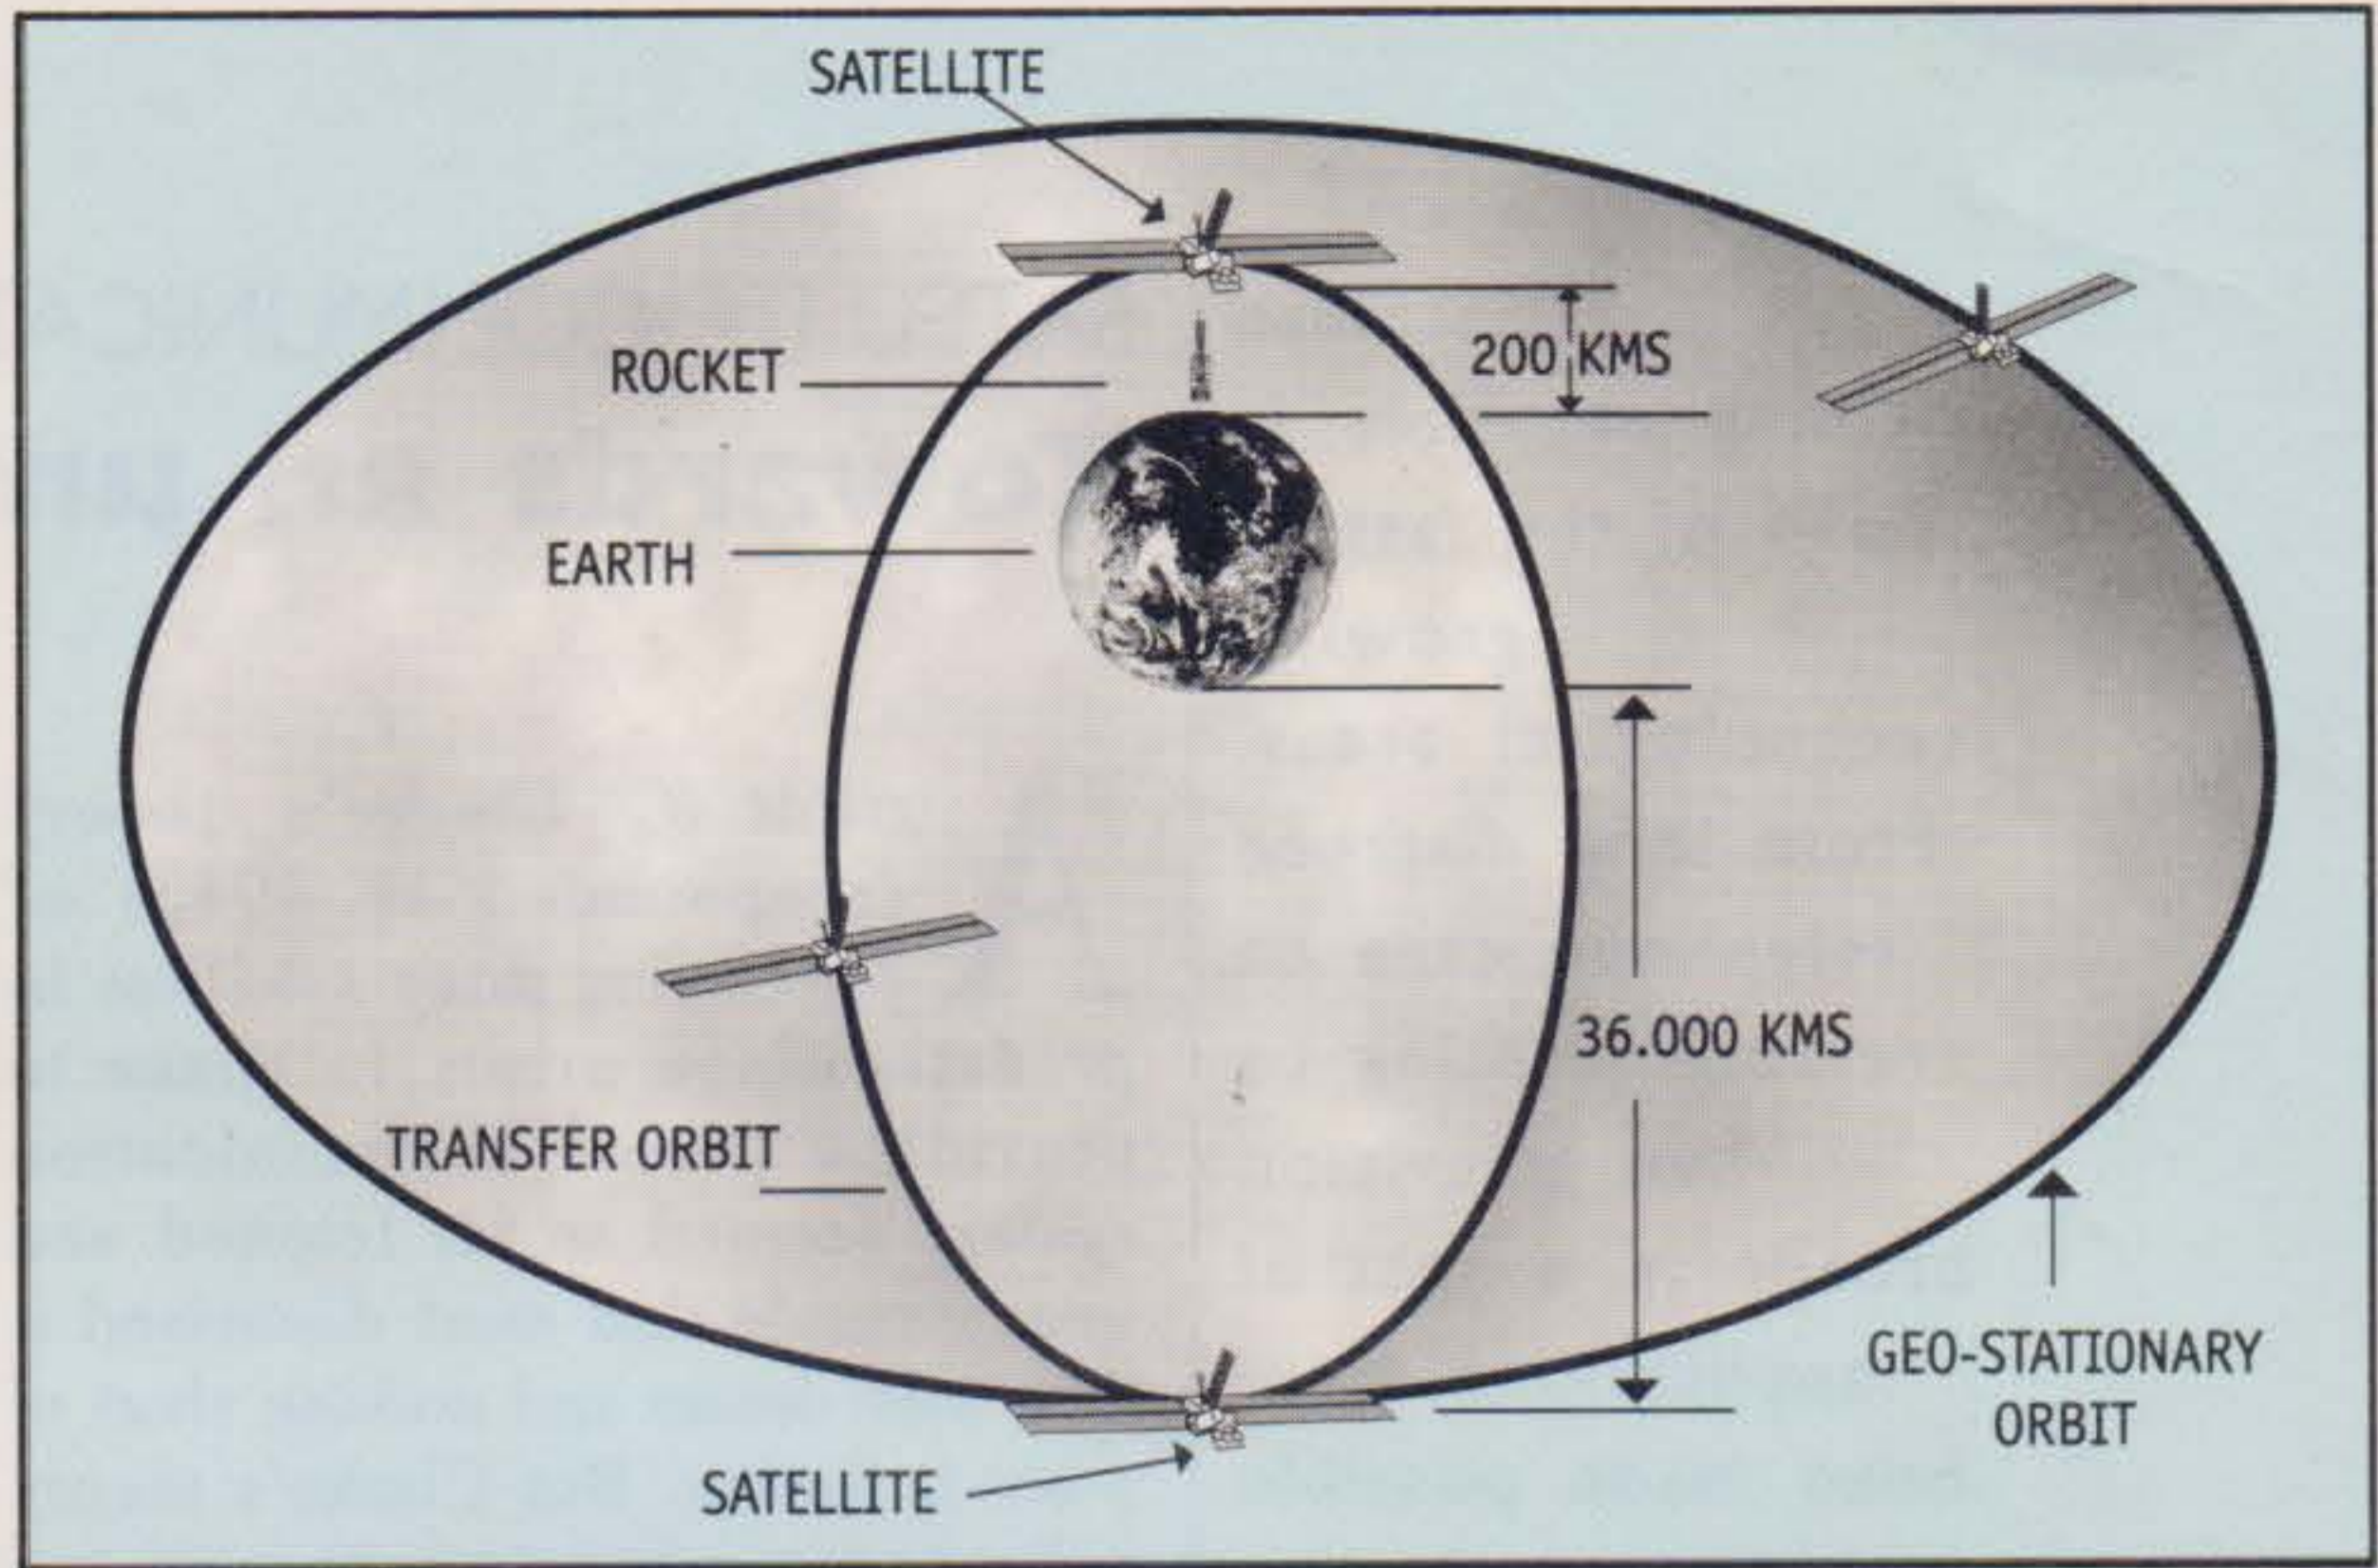 SATELLITE
ROCKET
200 KMS
EARTH
36.000 KMS
TRANSFER ORBIT
GEO-STATIONARY
ORBIT
SATELLITE